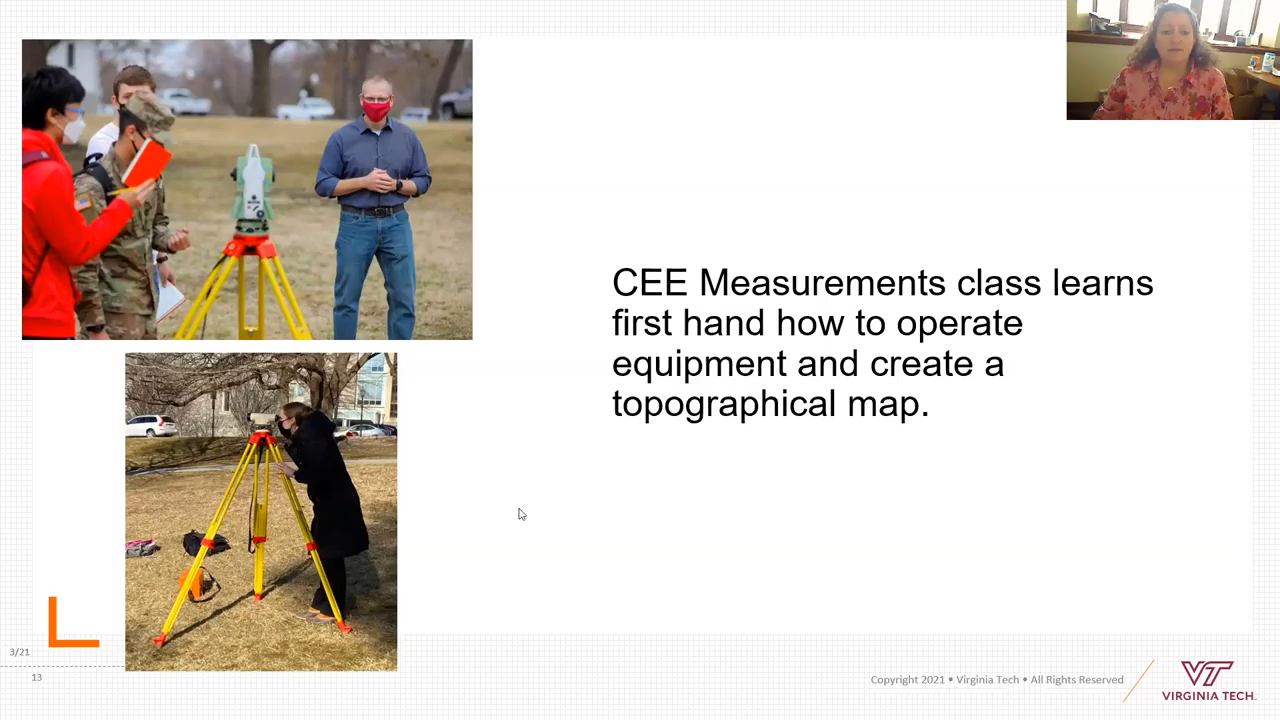 CEE Measurements class learns
first hand how to operate
equipment and create a
topographical map.
3/21
13
Copyright 2021 • Virginia Tech • All Rights Reserved
VT
VIRGINIA TECH.